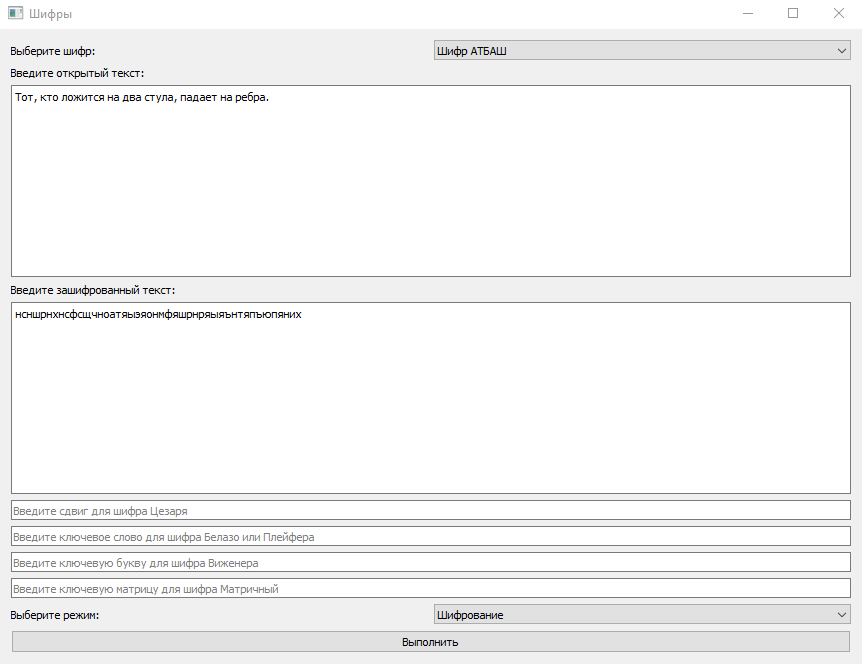 Шифры
Выберите шифр:
Шифр АТБАШ
Введите открытый текст:
Тот, кто ложится на два стула, падает на ребра.
Введите зашифрованный текст:
нсншрнхнсфсщчноатяыэяонмфяшрнряыяънтяпъюпяних
Введите сдвиг для шифра Цезаря
Введите ключевое слово для шифра Белазо или Плейфера
Введите ключевую букву для шифра Виженера
Введите ключевую матрицу для шифра Матричный
Выберите режим:
Шифрование
Выполнить